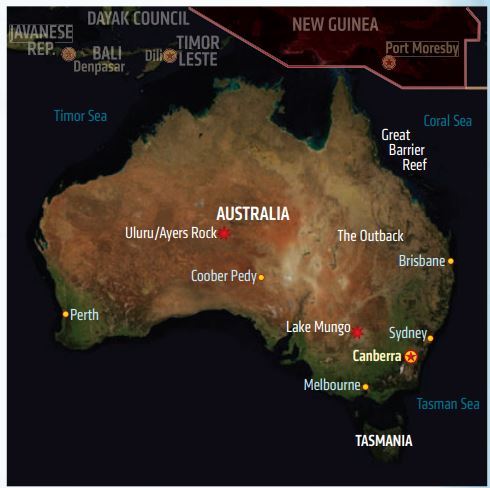 DAYAK COUNCIL
NEW GUINEA
JAVANESE
REP.
BALI
Denpasar
Dili
TIMOR
LESTE
Port Moresby
Timor Sea
Coral Sea
Great
Barrier
Reef
AUSTRALIA
Uluru/Ayers Rock
The Outback
Brisbane
Coober Pedy
Perth
Lake Mungo
Sydney
Canberra
Melbourne
Tasman Sea
TASMANIA